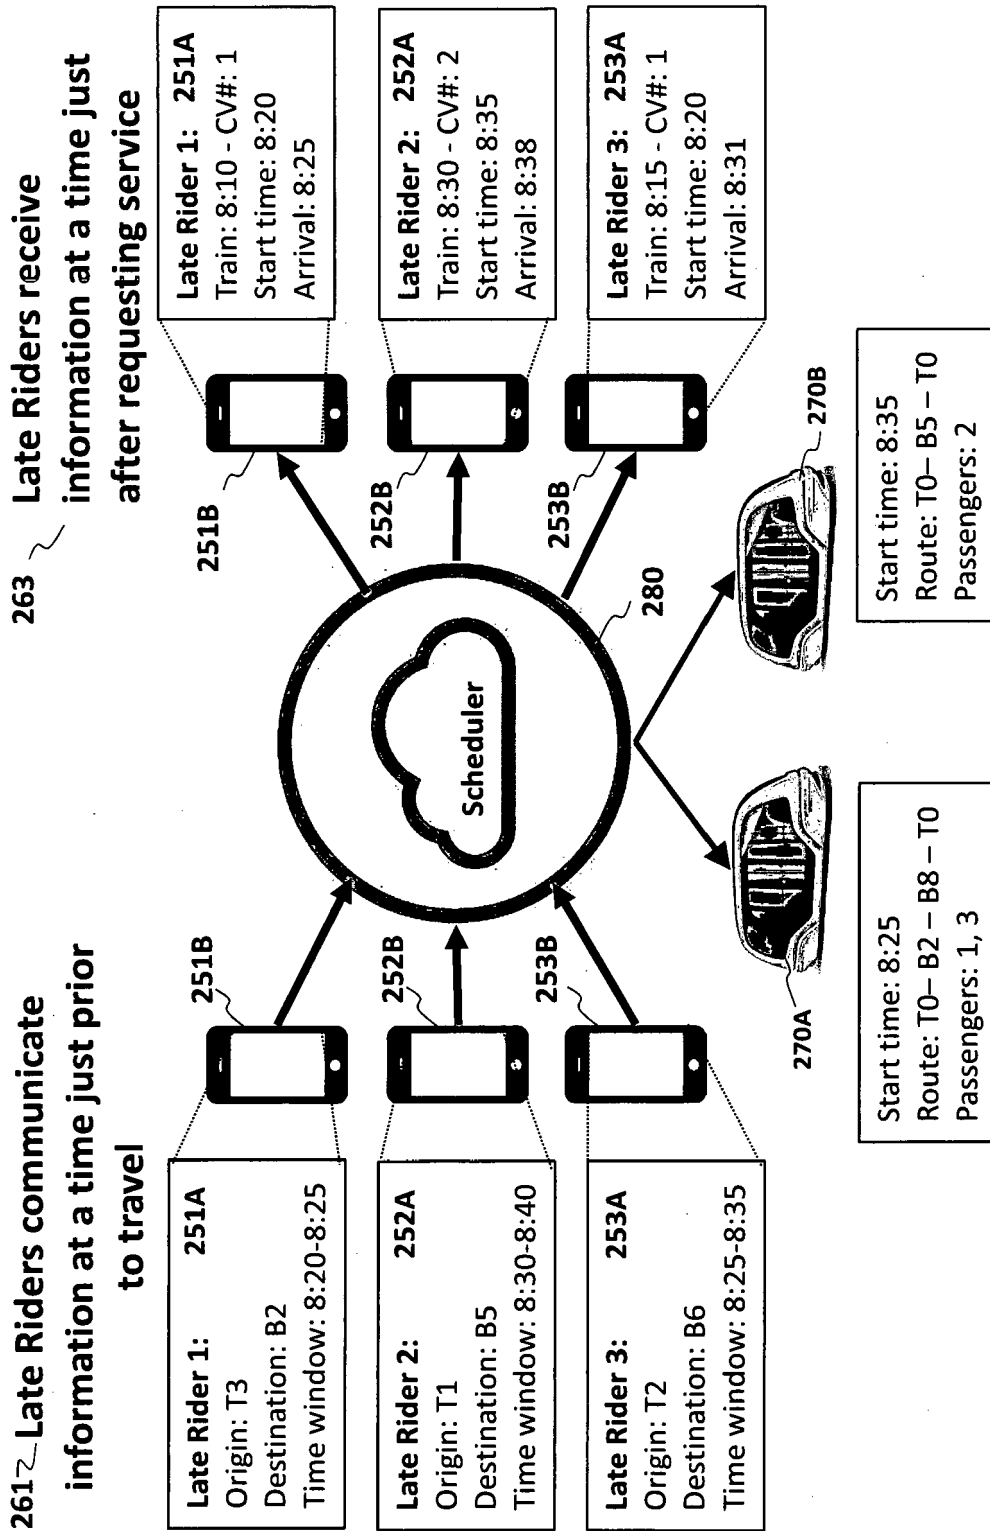 261 Late Riders communicate
information at a time just prior
to travel
Late Rider 1: 251A
Origin: T3
Destination: B2
Time window: 8:20-8:25
Late Rider 2: 252A
Origin: T1
Destination: B5
Time window: 8:30-8:40
Late Rider 3: 253A
Origin: T2
Destination: B6
Time window: 8:25-8:35
251B
252B
253B
Scheduler
280
263 Late Riders receive
information at a time just
after requesting service
251B
252B
253B
Late Rider 1: 251A
Train: 8:10 - CV#: 1
Start time: 8:20
Arrival: 8:25
Late Rider 2: 252A
Train: 8:30 - CV#: 2
Start time: 8:35
Arrival: 8:38
Late Rider 3: 253A
Train: 8:15 - CV#: 1
Start time: 8:20
Arrival: 8:31
270A
Start time: 8:25
Route: T0– B2 – B8 – T0
Passengers: 1, 3
270B
Start time: 8:35
Route: T0– B5 – T0
Passengers: 2